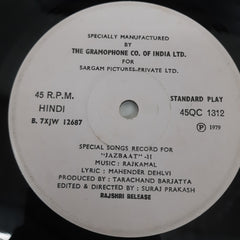 SPECIALLY MANUFACTURED
BY
THE GRAMOPHONE CO. OF INDIA LTD.
FOR
SARGAM PICTURES PRIVATE LTD.
45 R.P.M. STANDARD PLAY
HINDI 45QC 1312
B. 7XJW 12687 Ⓟ 1979
SPECIAL SONGS RECORD FOR
"JAZBAAT"-II
MUSIC: RAJKAMAL
LYRIC: MAHENDER DEHLVI
PRODUCED BY: TARACHAND BARJATYA
EDITED & DIRECTED BY: SURAJ PRAKASH
RAJSHRI RELEASE